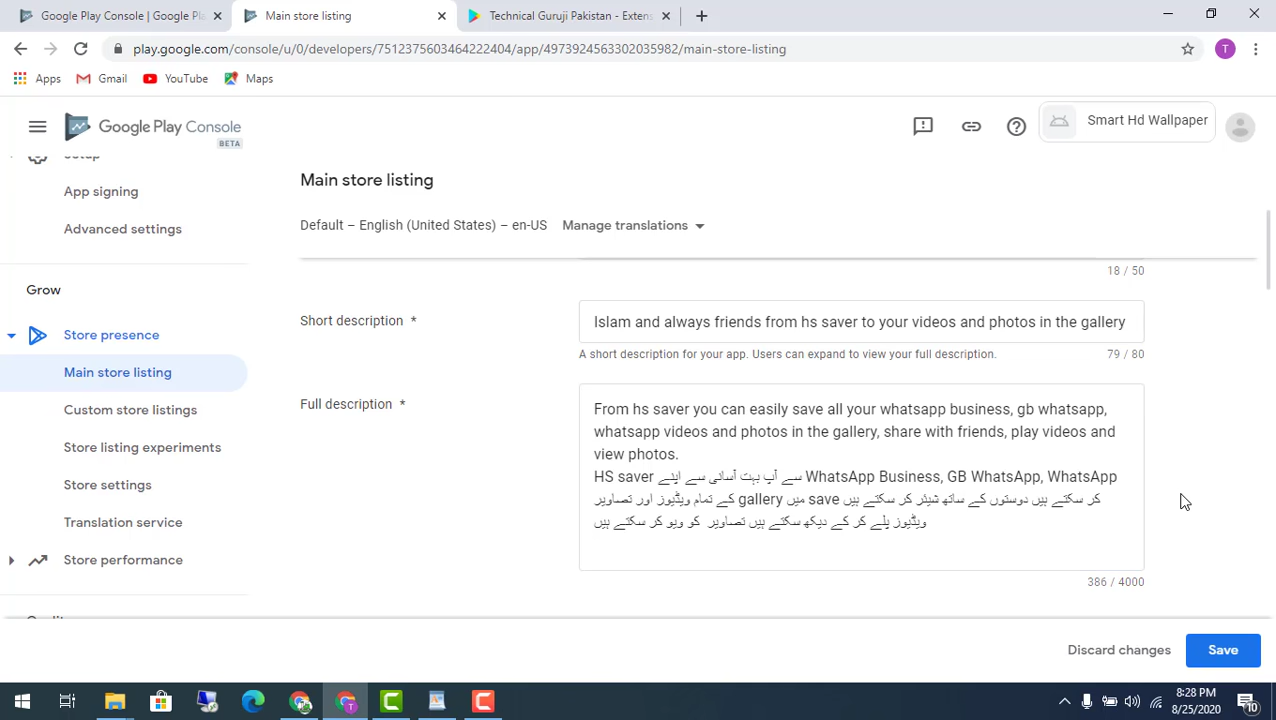 Google Play Console | Google Pla
Main store listing
Technical Guruji Pakistan - Extens
play.google.com/console/u/0/developers/7512375603464222404/app/4973924563302035982/main-store-listing
T
Apps
Gmail
YouTube
Maps
Google Play Console
BETA
Smart Hd Wallpaper
Setup
App signing
Advanced settings
Grow
Store presence
Main store listing
Custom store listings
Store listing experiments
Store settings
Translation service
Store performance
Main store listing
Default – English (United States) – en-US
Manage translations
18 / 50
Short description *
Islam and always friends from hs saver to your videos and photos in the gallery
A short description for your app. Users can expand to view your full description.
79 / 80
Full description *
From hs saver you can easily save all your whatsapp business, gb whatsapp,
whatsapp videos and photos in the gallery, share with friends, play videos and
view photos.
HS saver سے آپ بہت آسانی سے اپنے WhatsApp Business, GB WhatsApp, WhatsApp
کے تمام ویڈیوز اور تصاویر gallery میں save کر سکتے ہیں دوستوں کے ساتھ شیئر کر سکتے ہیں
ویڈیوز پلے کر کے دیکھ سکتے ہیں تصاویر کو ویو کر سکتے ہیں
386 / 4000
Discard changes
Save
8:28 PM
8/25/2020
10